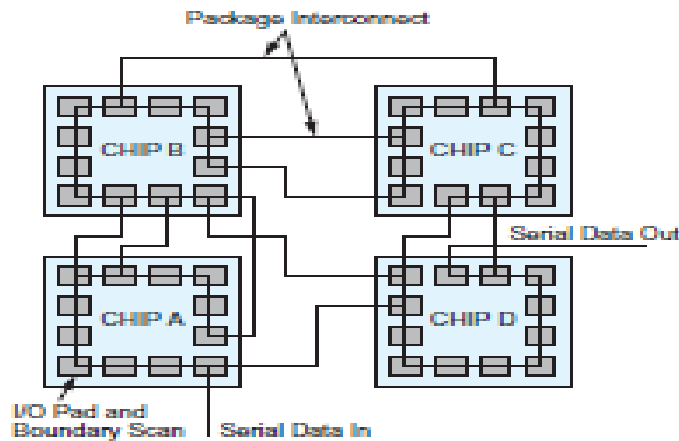 Package Interconnect
CHIP B
CHIP C
Serial Data Out
CHIP A
CHIP D
I/O Pad and
Boundary Scan
Serial Data In